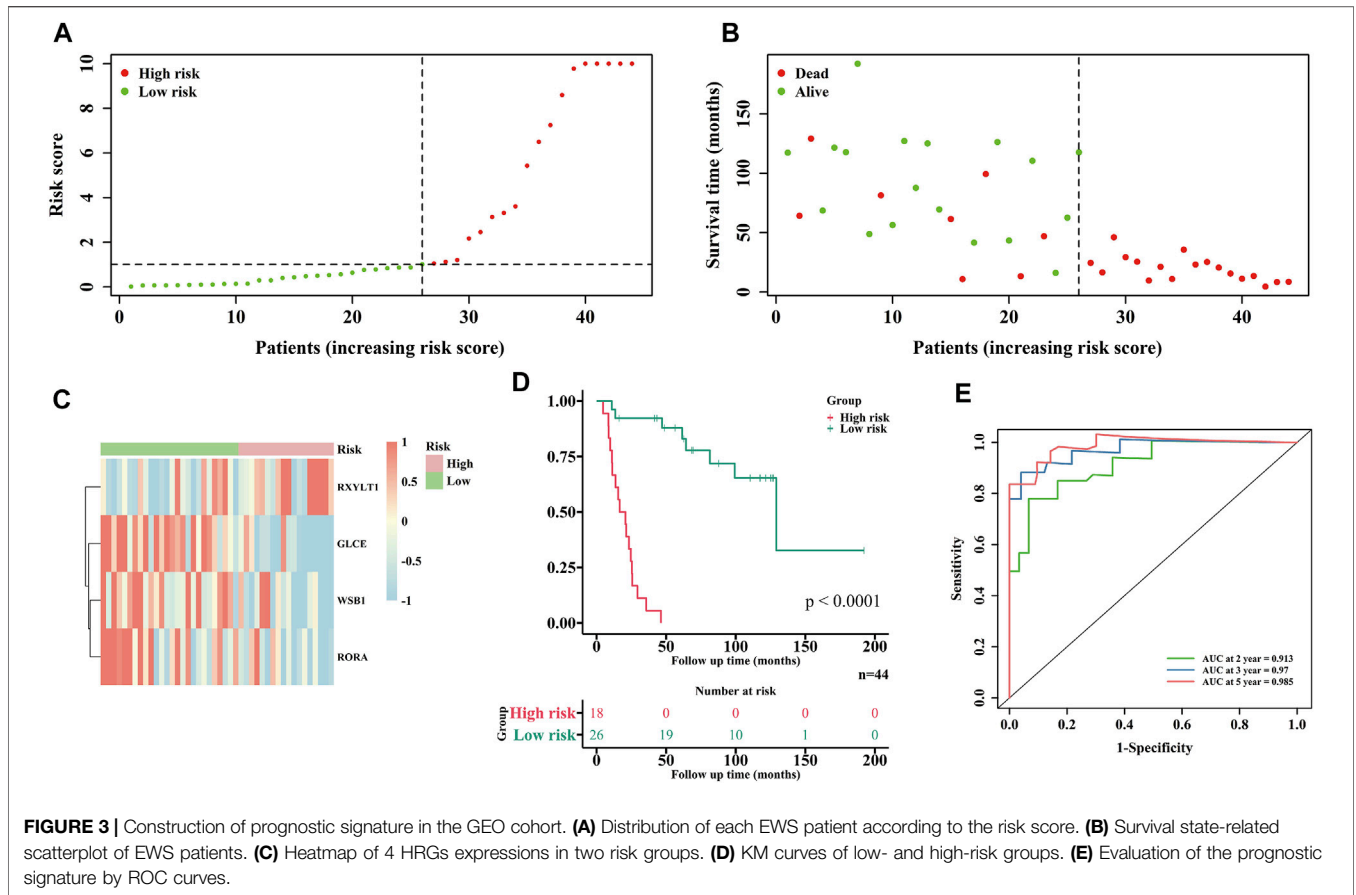 A
10
8
6
4
2
0
Risk score
High risk
Low risk
0 10 20 30 40
Patients (increasing risk score)
B
150
100
50
0
Survival time (months)
Dead
Alive
0 10 20 30 40
Patients (increasing risk score)
C
Risk
RXYLT1
GLCE
WSB1
RORA
1
0.5
0
-0.5
-1
Risk
High
Low
D
1.00
0.75
0.50
0.25
0.00
Group
High risk
Low risk
p < 0.0001
0 50 100 150 200
Follow up time (months)
n=44
Number at risk
Group
High risk 18 0 0 0 0
Low risk 26 19 10 1 0
0 50 100 150 200
Follow up time (months)
E
1.0
0.8
0.6
0.4
0.2
0.0
Sensitivity
AUC at 2 year = 0.913
AUC at 3 year = 0.97
AUC at 5 year = 0.985
0.0 0.2 0.4 0.6 0.8 1.0
1-Specificity
FIGURE 3 | Construction of prognostic signature in the GEO cohort. (A) Distribution of each EWS patient according to the risk score. (B) Survival state-related
scatterplot of EWS patients. (C) Heatmap of 4 HRGs expressions in two risk groups. (D) KM curves of low- and high-risk groups. (E) Evaluation of the prognostic
signature by ROC curves.